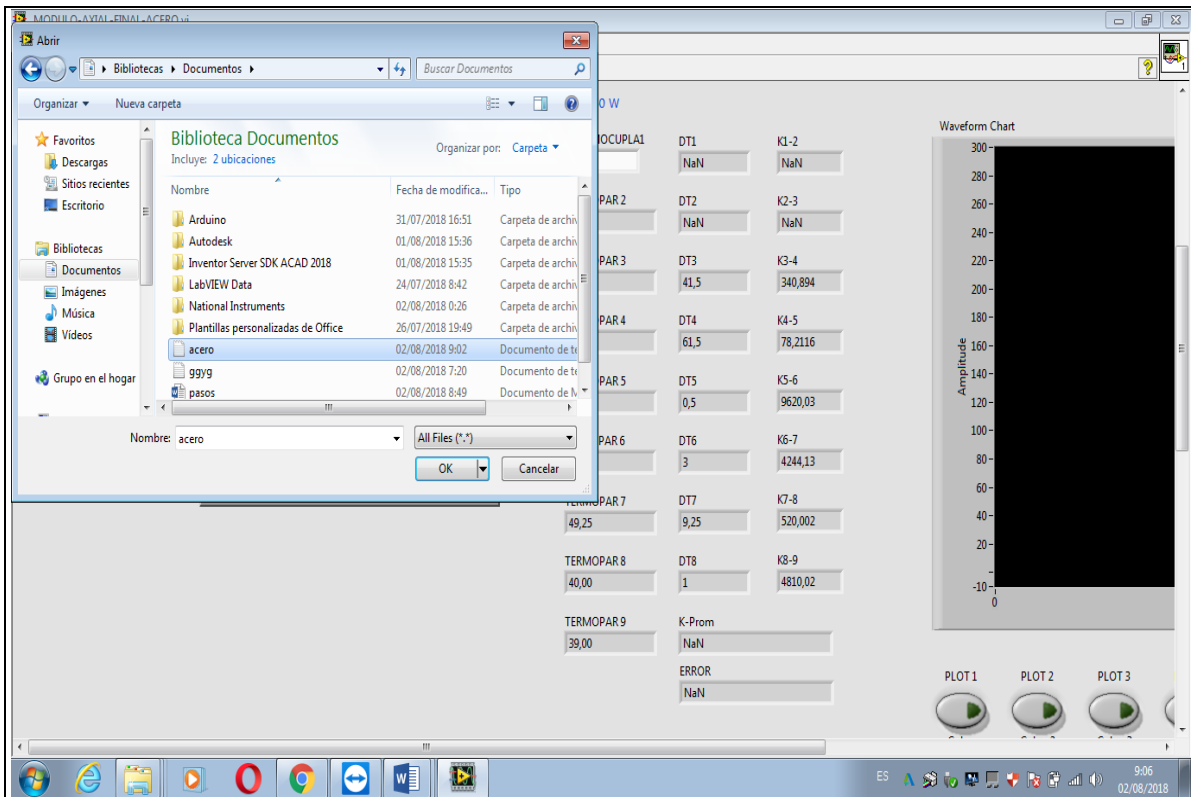 MODULO-AXIAL-FINAL-ACERO.vi
Abrir
Bibliotecas ▸ Documentos ▸
Buscar Documentos
Organizar
Nueva carpeta
Favoritos
Descargas
Sitios recientes
Escritorio
Bibliotecas
Documentos
Imágenes
Música
Vídeos
Grupo en el hogar
Biblioteca Documentos
Incluye: 2 ubicaciones
Organizar por: Carpeta
Nombre Fecha de modifica... Tipo
Arduino 31/07/2018 16:51 Carpeta de archiv
Autodesk 01/08/2018 15:36 Carpeta de archiv
Inventor Server SDK ACAD 2018 01/08/2018 15:35 Carpeta de archiv
LabVIEW Data 24/07/2018 8:42 Carpeta de archiv
National Instruments 02/08/2018 0:26 Carpeta de archiv
Plantillas personalizadas de Office 26/07/2018 19:49 Carpeta de archiv
acero 02/08/2018 9:02 Documento de te
ggyg 02/08/2018 7:20 Documento de te
pasos 02/08/2018 8:49 Documento de M
Nombre: acero
All Files (*.*)
OK
Cancelar
0 W
OCUPLA1 DT1 K1-2
NaN NaN
PAR 2 DT2 K2-3
NaN NaN
PAR 3 DT3 K3-4
41,5 340,894
PAR 4 DT4 K4-5
61,5 78,2116
PAR 5 DT5 K5-6
0,5 9620,03
PAR 6 DT6 K6-7
3 4244,13
TERMOPAR 7 DT7 K7-8
49,25 9,25 520,002
TERMOPAR 8 DT8 K8-9
40,00 1 4810,02
TERMOPAR 9 K-Prom
39,00 NaN
ERROR
NaN
Waveform Chart
Amplitude
300
280
260
240
220
200
180
160
140
120
100
80
60
40
20
-10
0
PLOT 1 PLOT 2 PLOT 3
ES
9:06
02/08/2018